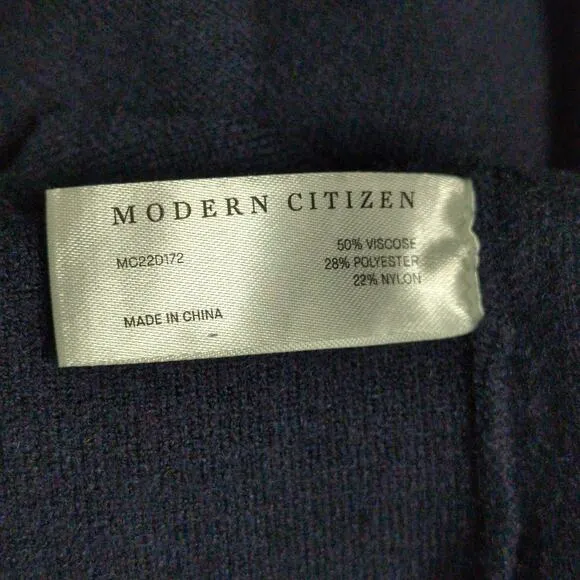 MODERN CITIZEN
MC22D172
50% VISCOSE
28% POLYESTER
22% NYLON
MADE IN CHINA